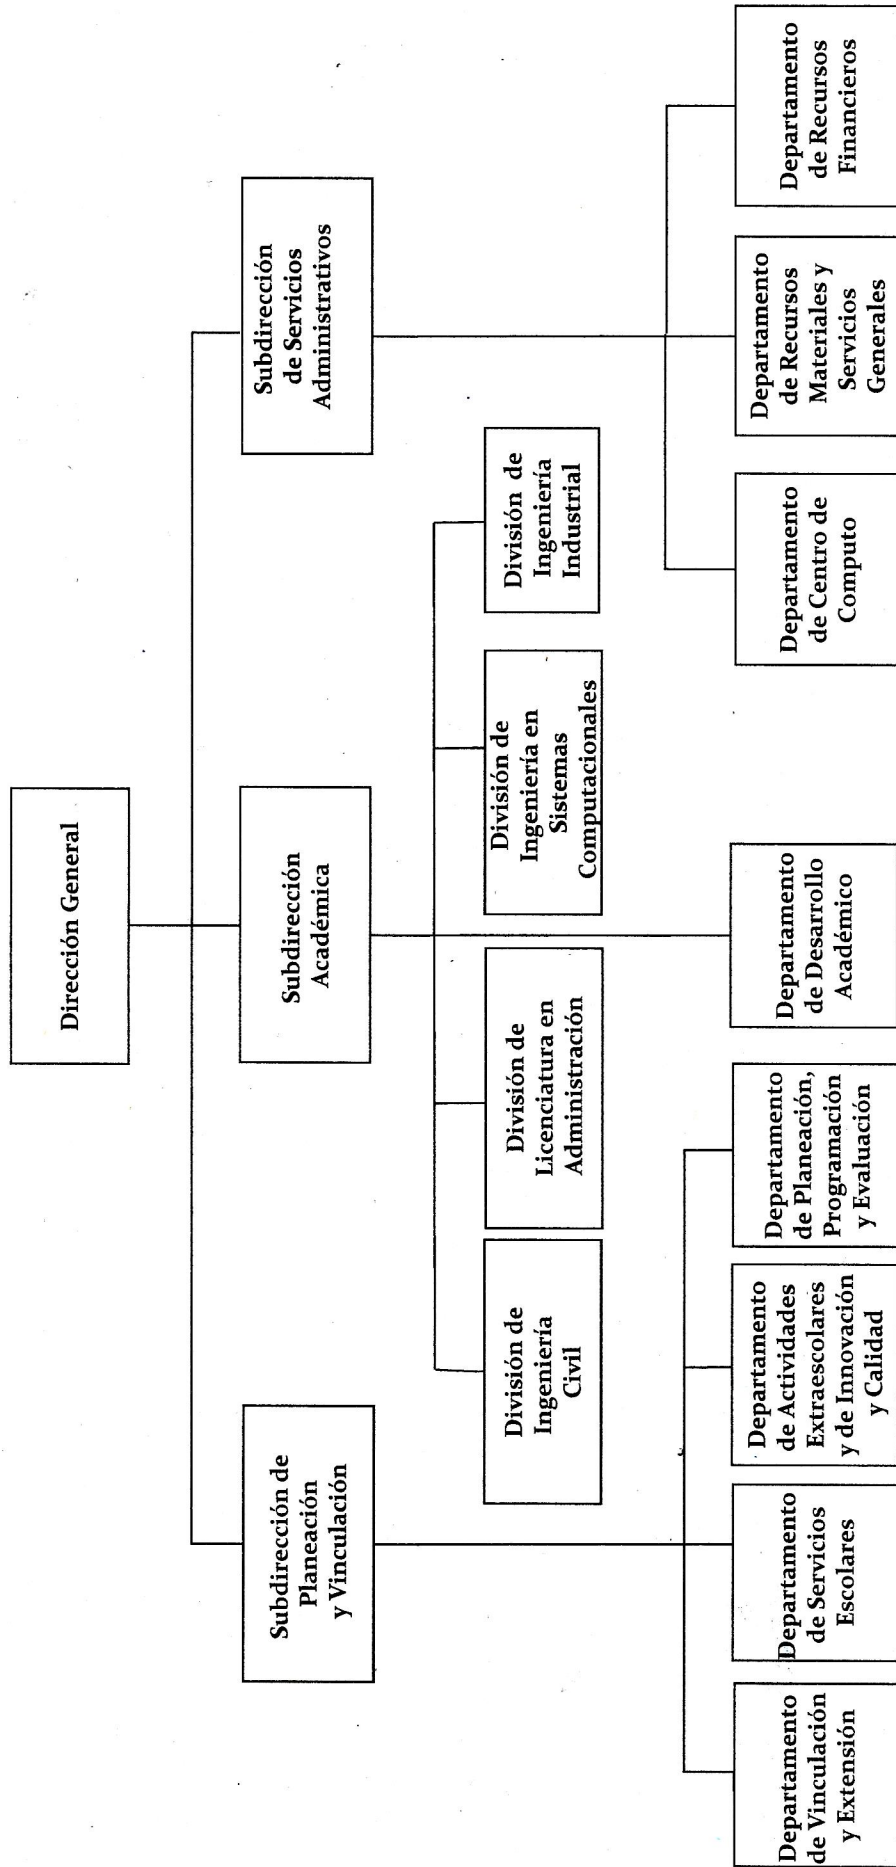 Dirección General
Subdirección de
Planeación
y Vinculación
Subdirección
Académica
Subdirección
de Servicios
Administrativos
División de
Ingeniería
Civil
División de
Licenciatura en
Administración
División de
Ingeniería en
Sistemas
Computacionales
División de
Ingeniería
Industrial
Departamento
de Vinculación
y Extensión
Departamento
de Servicios
Escolares
Departamento
de Actividades
Extraescolares
y de Innovación
y Calidad
Departamento
de Planeación,
Programación
y Evaluación
Departamento
de Desarrollo
Académico
Departamento
de Centro de
Computo
Departamento
de Recursos
Materiales y
Servicios
Generales
Departamento
de Recursos
Financieros